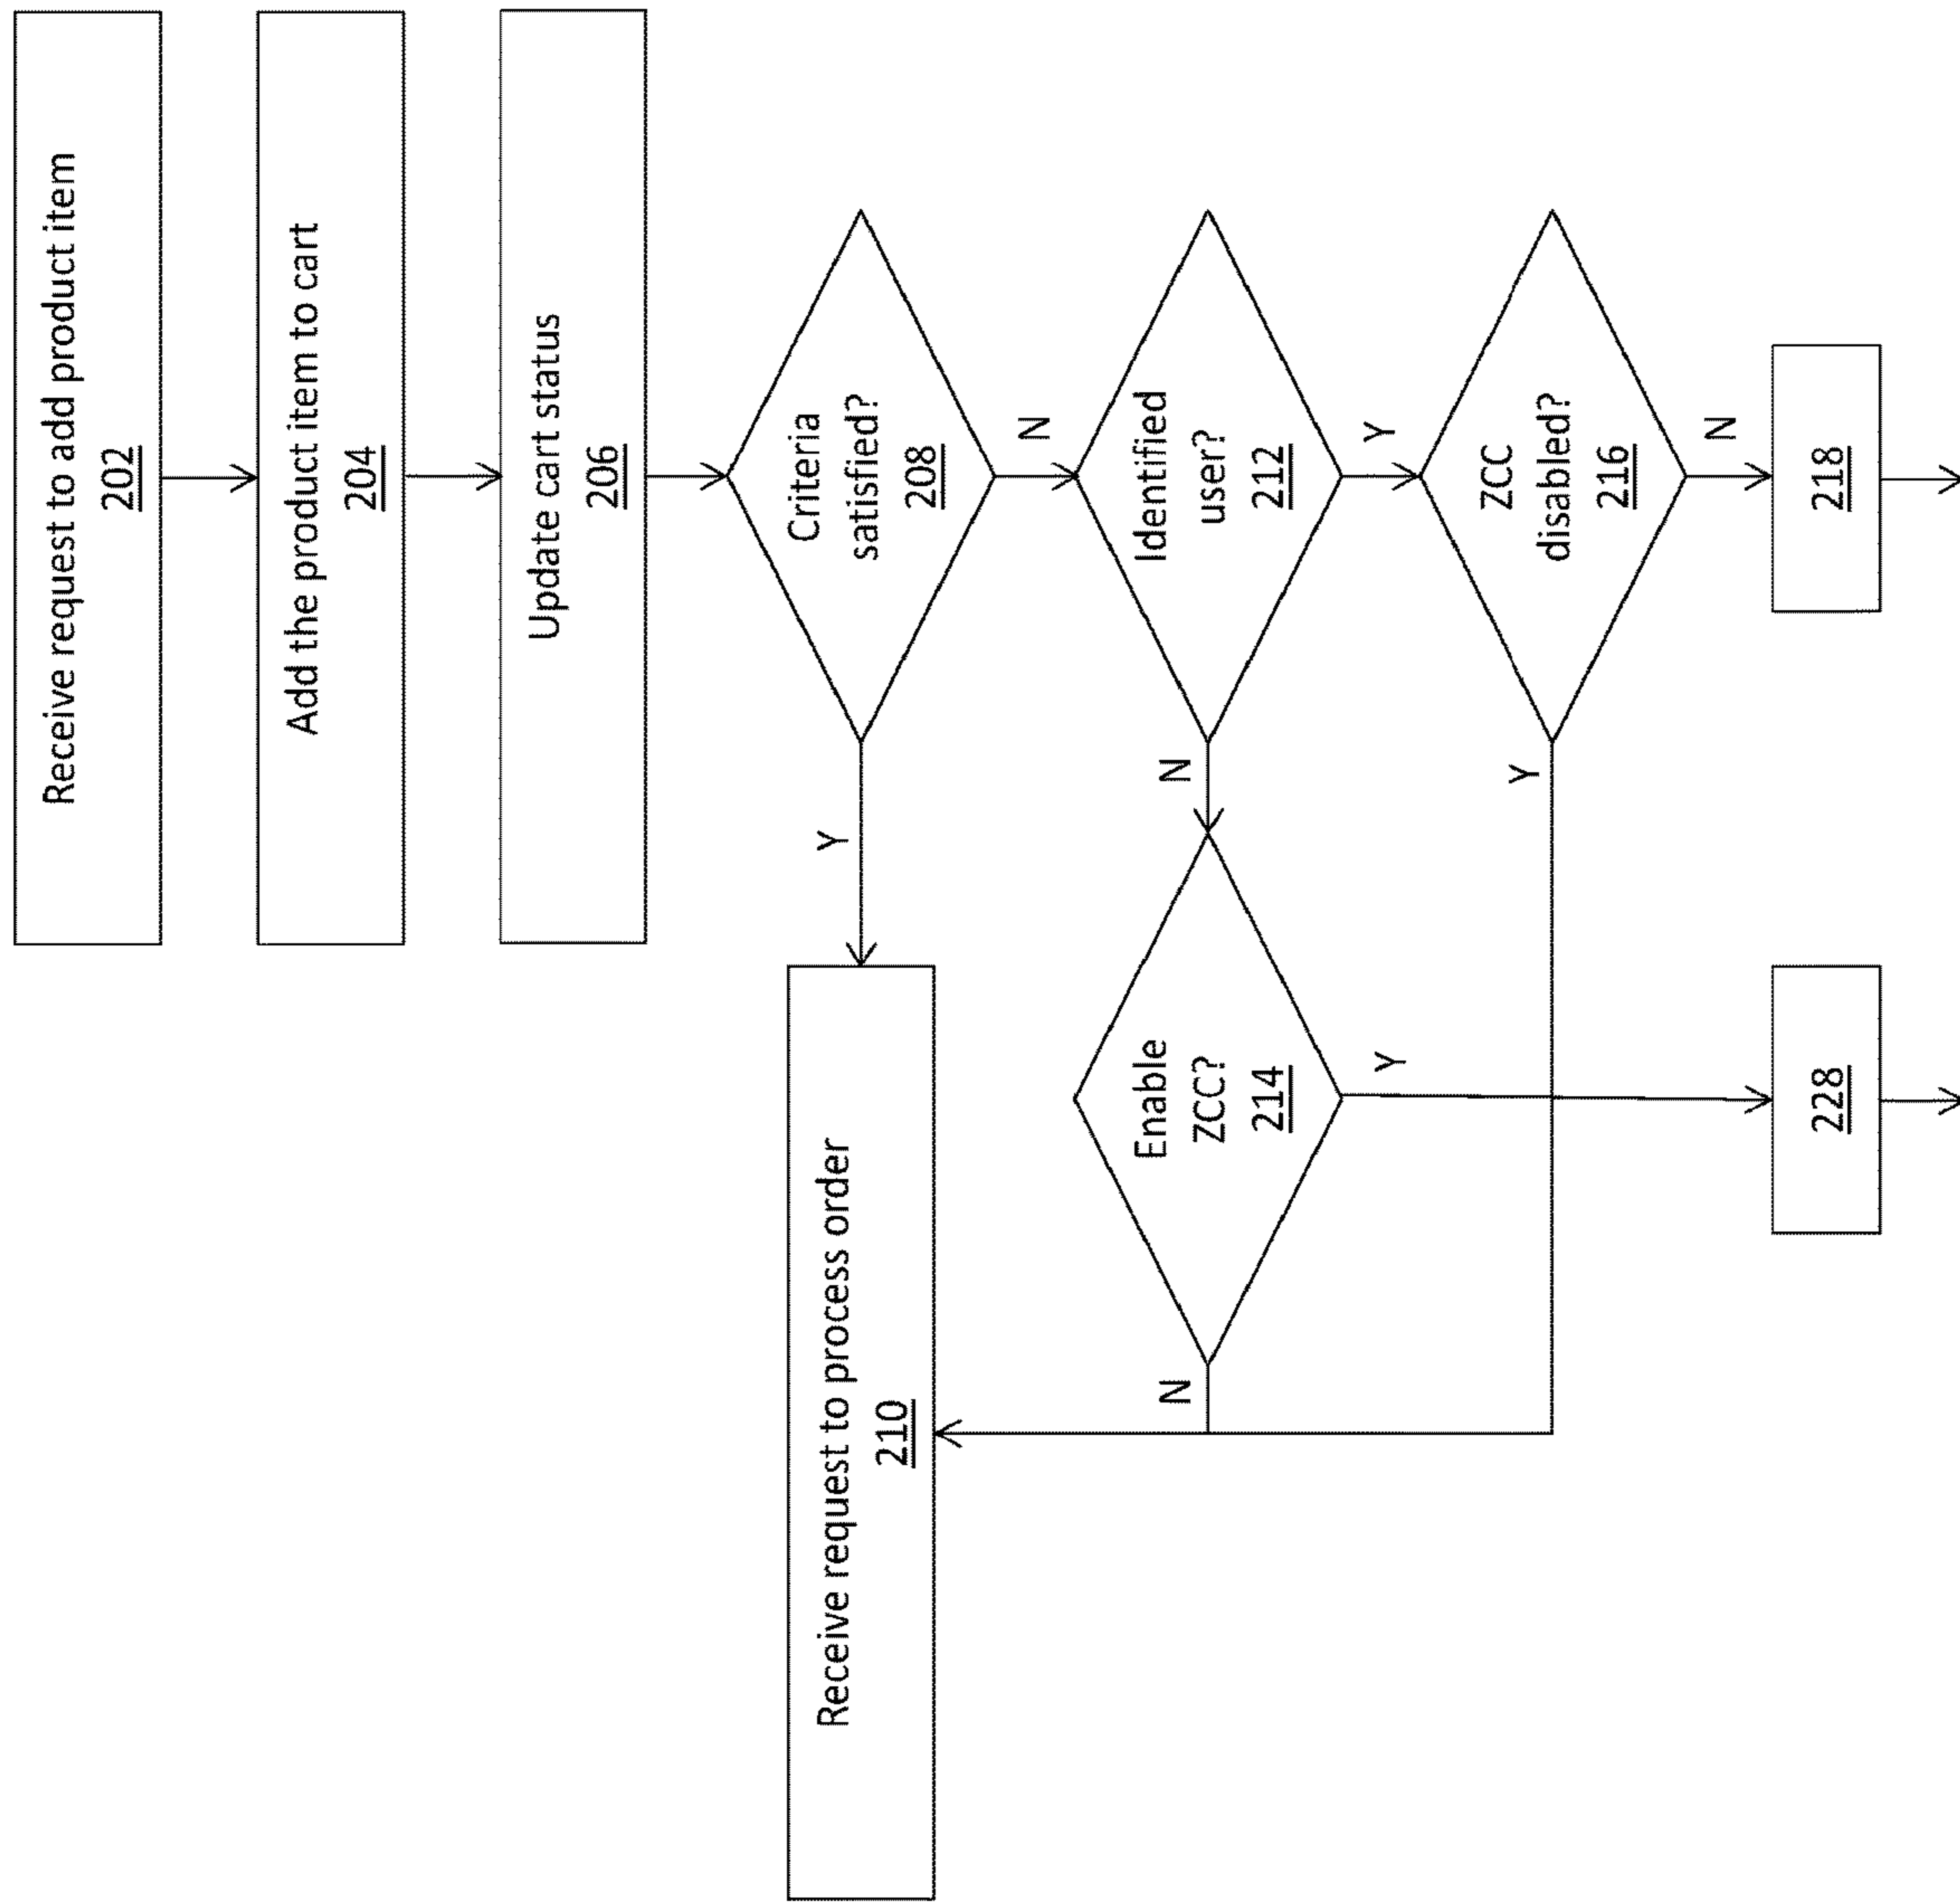 Receive request to add product item
202
Add the product item to cart
204
Update cart status
206
Criteria
satisfied?
208
Y
N
Receive request to process order
210
Identified
user?
212
N
Y
Enable
ZCC?
214
N
Y
ZCC
disabled?
216
Y
N
218
228